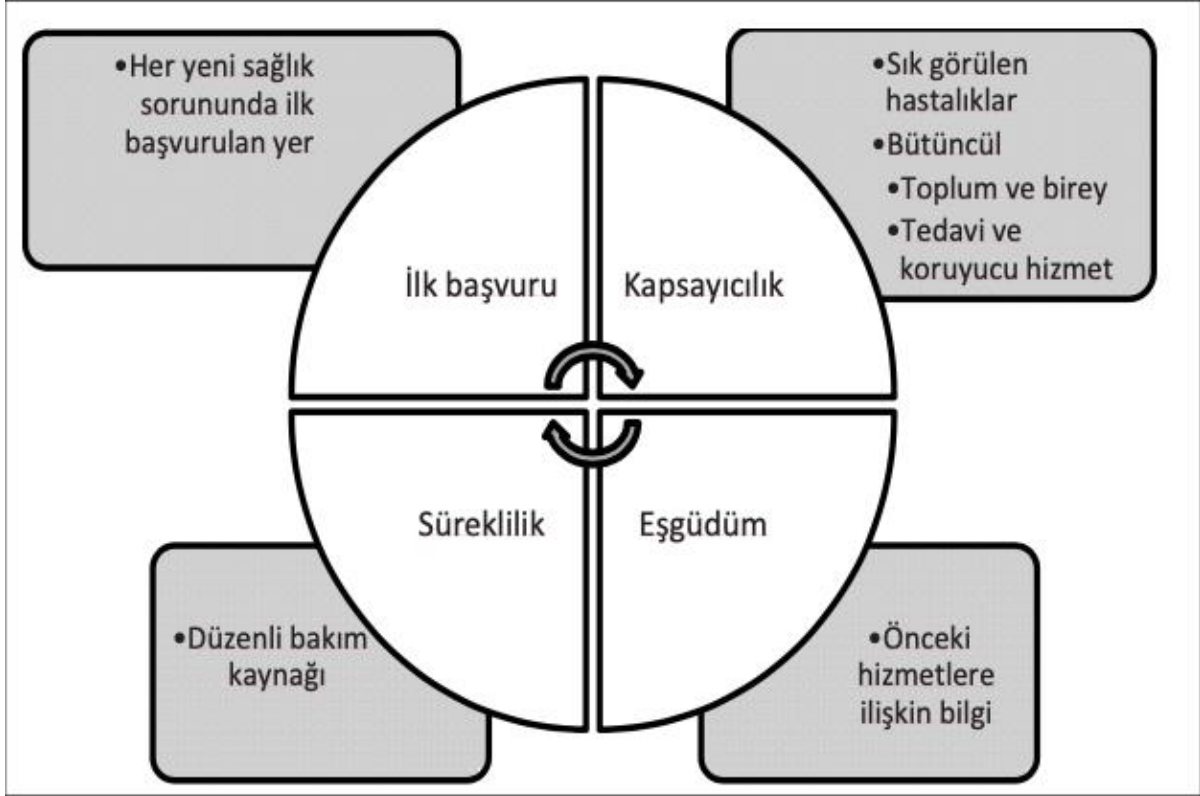 •Her yeni sağlık
sorununda ilk
başvurulan yer
•Sık görülen
hastalıklar
•Bütüncül
•Toplum ve birey
•Tedavi ve
koruyucu hizmet
İlk başvuru
Kapsayıcılık
Süreklilik
Eşgüdüm
•Düzenli bakım
kaynağı
•Önceki
hizmetlere
ilişkin bilgi